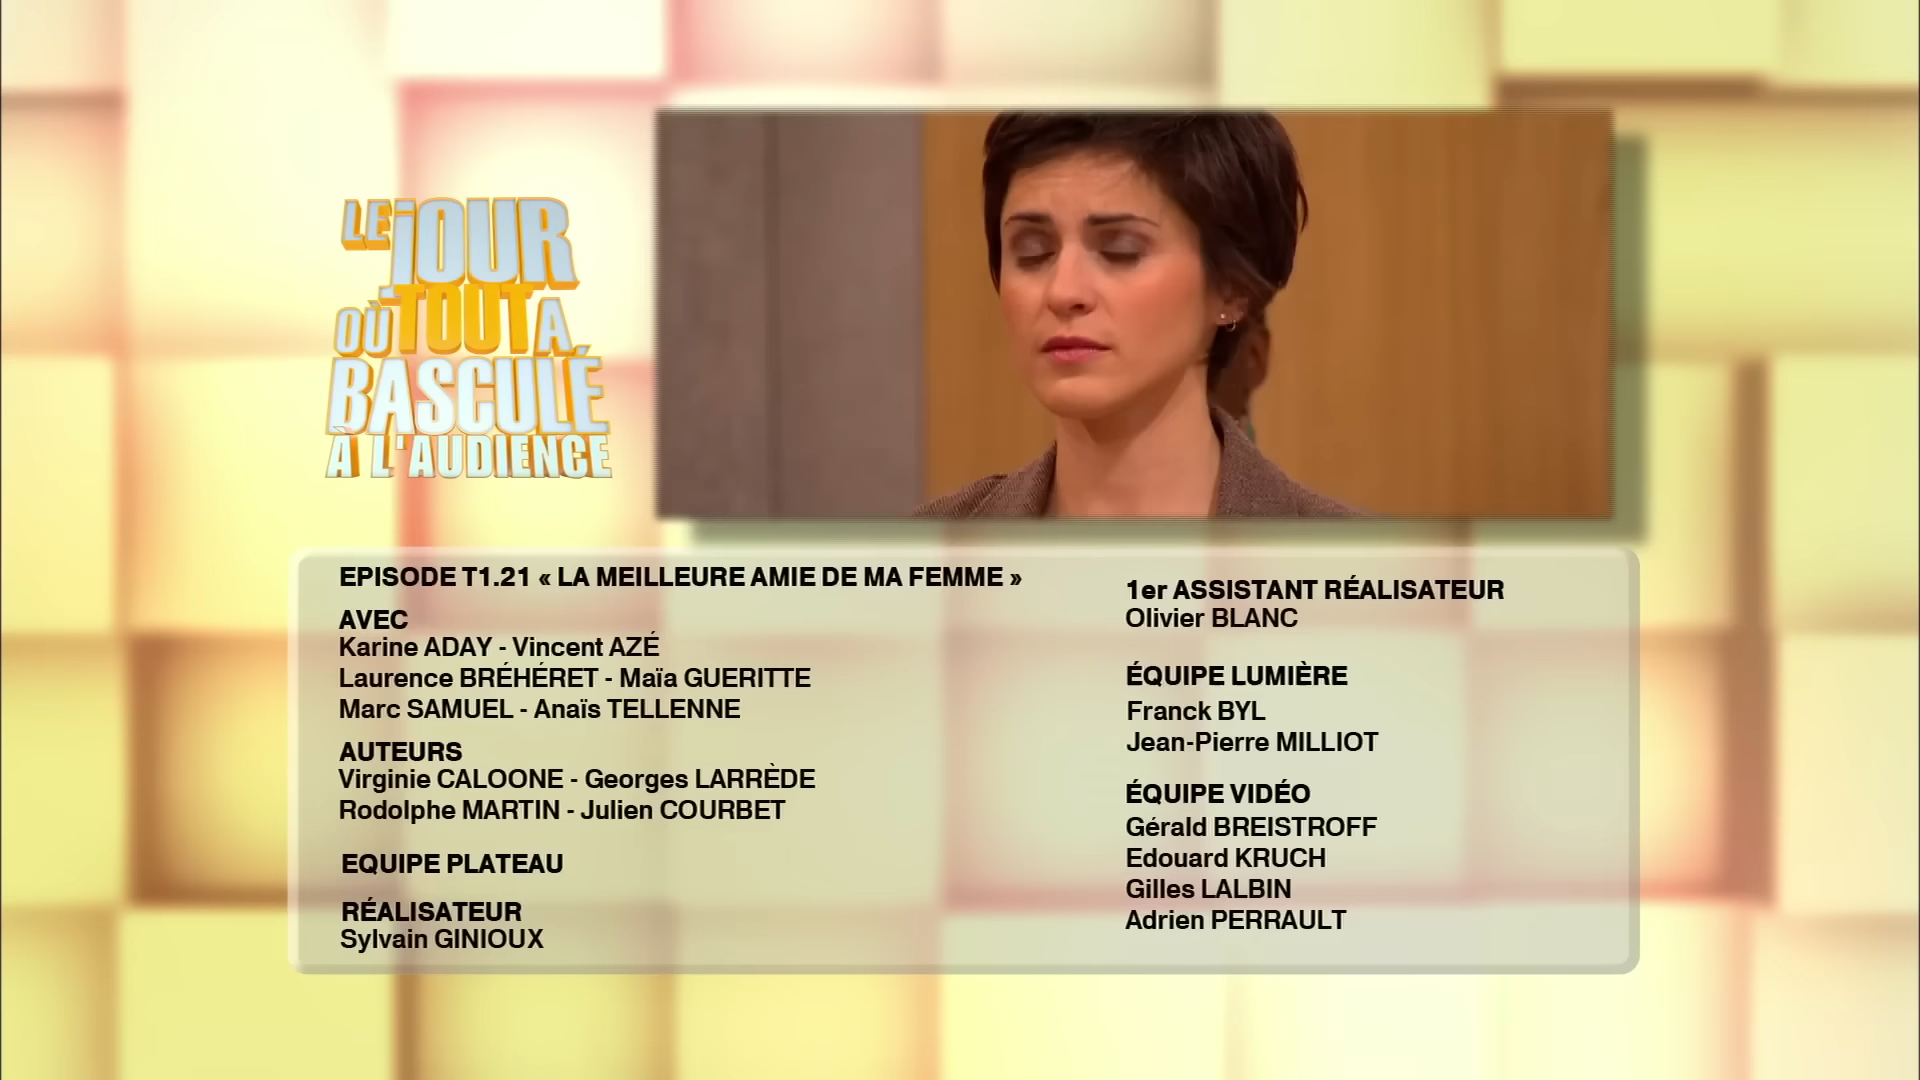 LE JOUR
OÙ TOUT A
BASCULÉ
À L'AUDIENCE
EPISODE T1.21 « LA MEILLEURE AMIE DE MA FEMME »
AVEC
Karine ADAY - Vincent AZÉ
Laurence BRÉHÉRET - Maïa GUERITTE
Marc SAMUEL - Anaïs TELLENNE
AUTEURS
Virginie CALOONE - Georges LARRÈDE
Rodolphe MARTIN - Julien COURBET
EQUIPE PLATEAU
RÉALISATEUR
Sylvain GINIOUX
1er ASSISTANT RÉALISATEUR
Olivier BLANC
ÉQUIPE LUMIÈRE
Franck BYL
Jean-Pierre MILLIOT
ÉQUIPE VIDÉO
Gérald BREISTROFF
Edouard KRUCH
Gilles LALBIN
Adrien PERRAULT